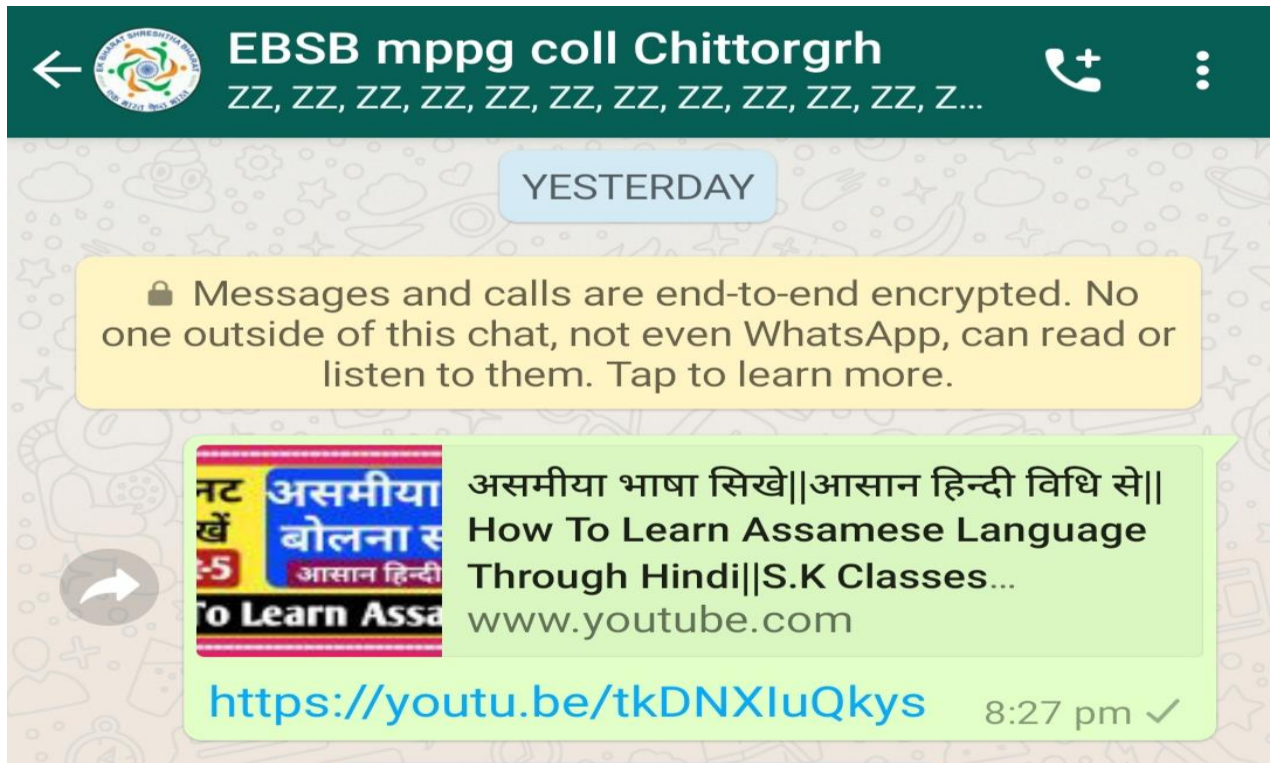 EBSB mppg coll Chittorgrh
ZZ, ZZ, ZZ, ZZ, ZZ, ZZ, ZZ, ZZ, ZZ, ZZ, ZZ, Z...
YESTERDAY
Messages and calls are end-to-end encrypted. No
one outside of this chat, not even WhatsApp, can read or
listen to them. Tap to learn more.
नट असमीया
खें बोलना स
-5 आसान हिन्दी
To Learn Assa
असमीया भाषा सिखे||आसान हिन्दी विधि से||
How To Learn Assamese Language
Through Hindi||S.K Classes...
www.youtube.com
https://youtu.be/tkDNXIuQkys 8:27 pm